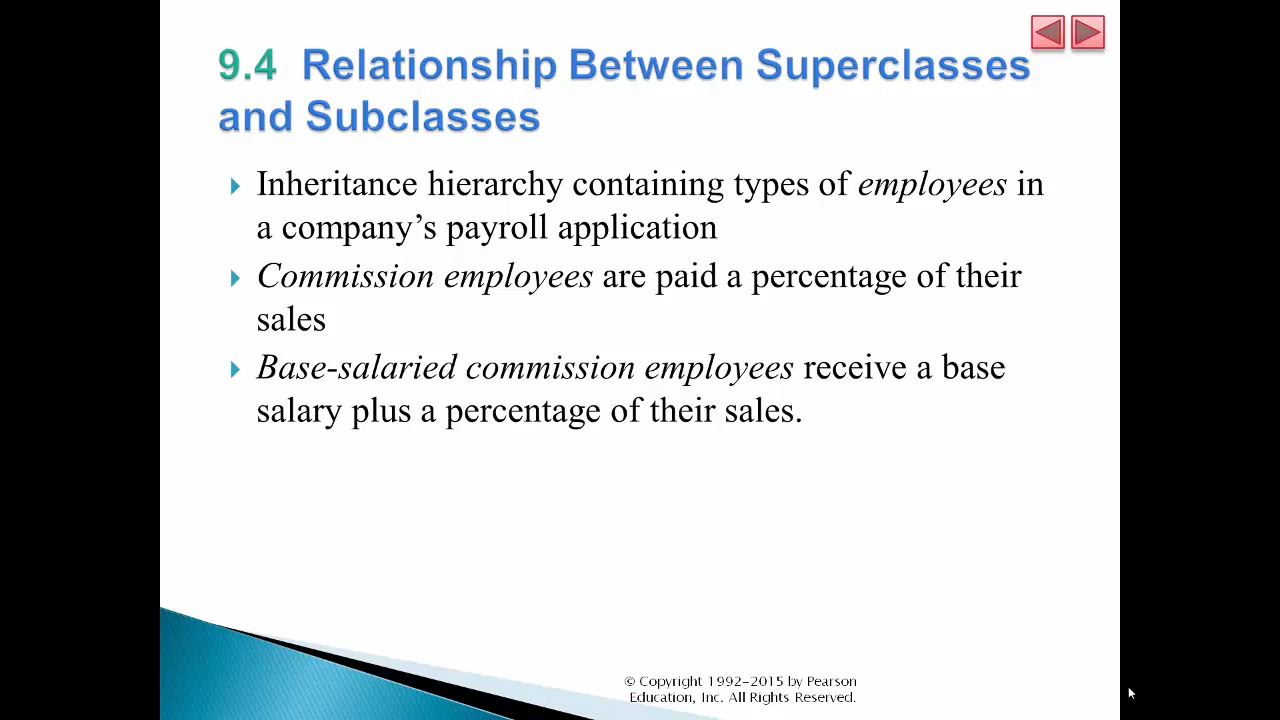 9.4 Relationship Between Superclasses
and Subclasses
Inheritance hierarchy containing types of employees in
a company’s payroll application
Commission employees are paid a percentage of their
sales
Base-salaried commission employees receive a base
salary plus a percentage of their sales.
© Copyright 1992–2015 by Pearson
Education, Inc. All Rights Reserved.